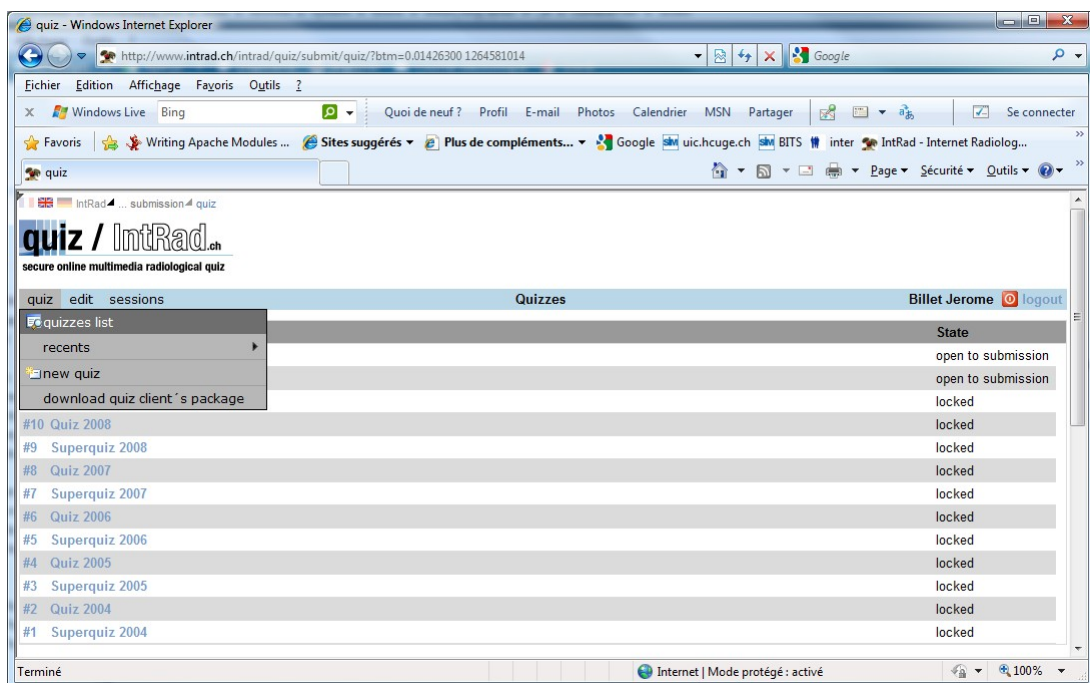 quiz - Windows Internet Explorer
http://www.intrad.ch/intrad/quiz/submit/quiz/?btm=0.01426300 1264581014
Google
Fichier Edition Affichage Favoris Outils ?
x Windows Live Bing Quoi de neuf ? Profil E-mail Photos Calendrier MSN Partager Se connecter
Favoris Writing Apache Modules ... Sites suggérés Plus de compléments... Google uic.hcuge.ch BITS inter IntRad - Internet Radiolog...
quiz Page Sécurité Outils
IntRad ... submission quiz
quiz / IntRad.ch
secure online multimedia radiological quiz
quiz edit sessions Quizzes Billet Jerome logout
quizzes list State
recents open to submission
new quiz open to submission
download quiz client´s package locked
#10 Quiz 2008 locked
#9 Superquiz 2008 locked
#8 Quiz 2007 locked
#7 Superquiz 2007 locked
#6 Quiz 2006 locked
#5 Superquiz 2006 locked
#4 Quiz 2005 locked
#3 Superquiz 2005 locked
#2 Quiz 2004 locked
#1 Superquiz 2004 locked
Terminé Internet | Mode protégé : activé 100%